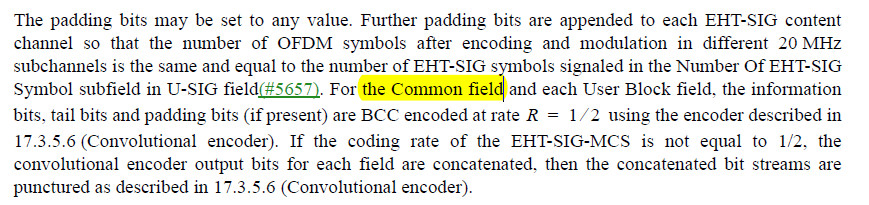 The padding bits may be set to any value. Further padding bits are appended to each EHT-SIG content
channel so that the number of OFDM symbols after encoding and modulation in different 20 MHz
subchannels is the same and equal to the number of EHT-SIG symbols signaled in the Number Of EHT-SIG
Symbol subfield in U-SIG field(#5657). For the Common field and each User Block field, the information
bits, tail bits and padding bits (if present) are BCC encoded at rate R = 1/2 using the encoder described in
17.3.5.6 (Convolutional encoder). If the coding rate of the EHT-SIG-MCS is not equal to 1/2, the
convolutional encoder output bits for each field are concatenated, then the concatenated bit streams are
punctured as described in 17.3.5.6 (Convolutional encoder).